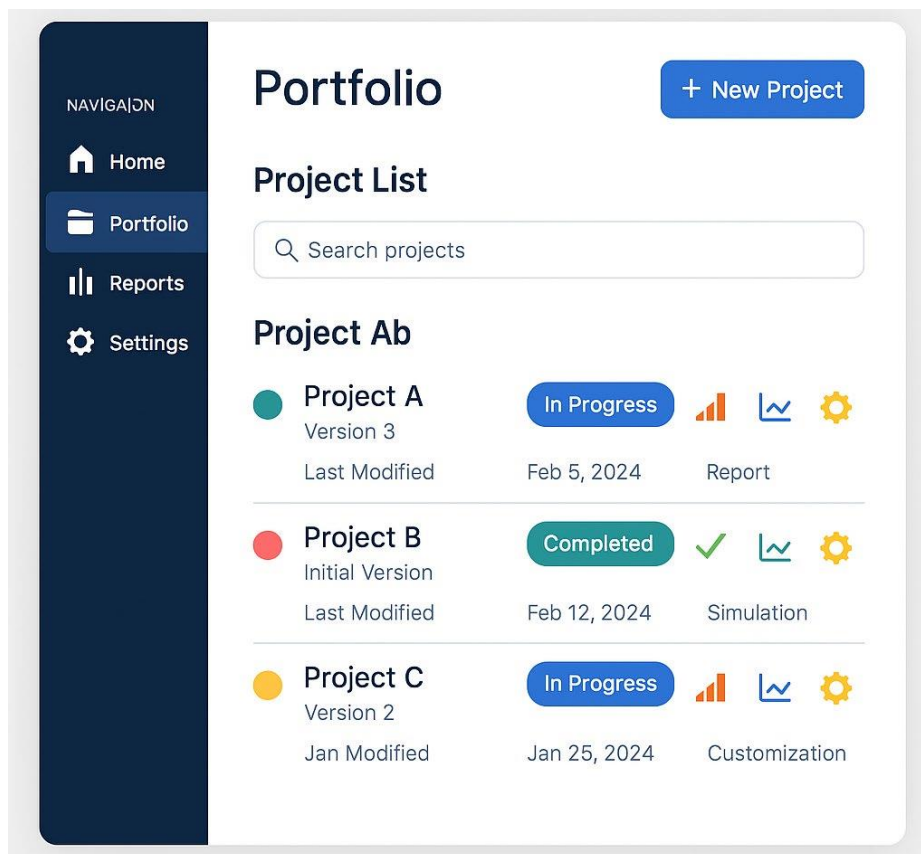 Portfolio
+ New Project
NAVIGA|ON
Home
Portfolio
Reports
Settings
Project List
Search projects
Project Ab
Project A
In Progress
Version 3
Last Modified
Feb 5, 2024
Report
Project B
Completed
Initial Version
Last Modified
Feb 12, 2024
Simulation
Project C
In Progress
Version 2
Jan Modified
Jan 25, 2024
Customization